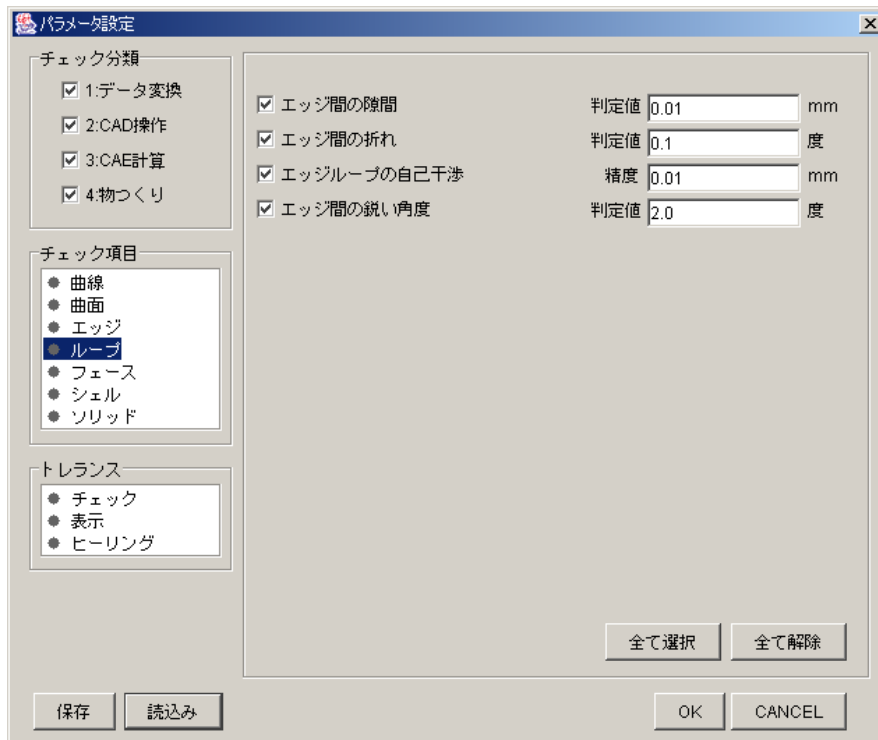 パラメータ設定
チェック分類
1:データ変換
2:CAD操作
3:CAE計算
4:物つくり
チェック項目
曲線
曲面
エッジ
ループ
フェース
シェル
ソリッド
トレランス
チェック
表示
ヒーリング
エッジ間の隙間 判定値 0.01 mm
エッジ間の折れ 判定値 0.1 度
エッジループの自己干渉 精度 0.01 mm
エッジ間の鋭い角度 判定値 2.0 度
全て選択 全て解除
保存 読込み OK CANCEL